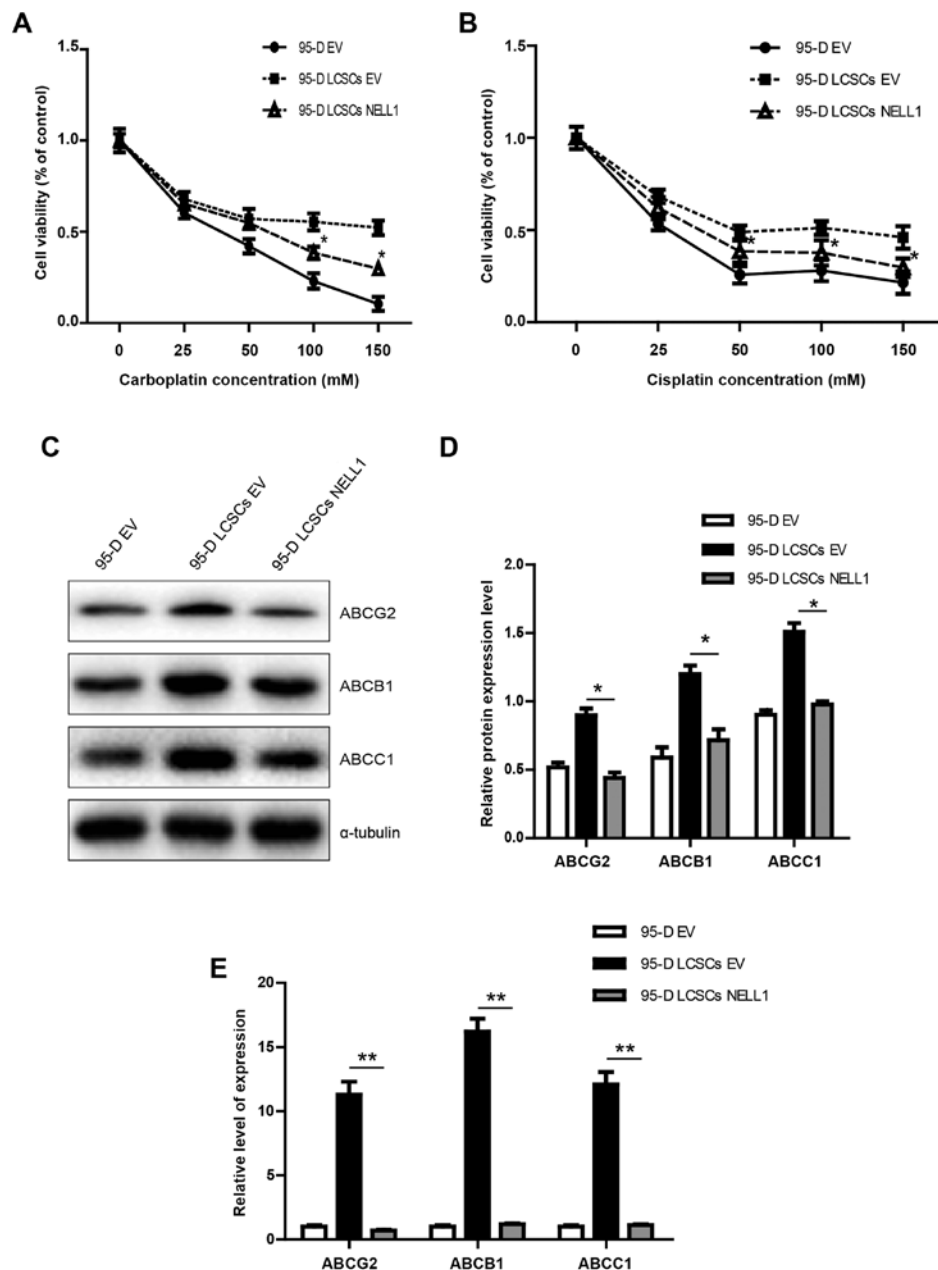 A
95-D EV
95-D LCSCs EV
95-D LCSCs NELL1
Cell viability (% of control)
1.5
1.0
0.5
0.0
*
*
0 25 50 100 150
Carboplatin concentration (mM)
B
95-D EV
95-D LCSCs EV
95-D LCSCs NELL1
Cell viability (% of control)
1.5
1.0
0.5
0.0
*
*
*
0 25 50 100 150
Cisplatin concentration (mM)
C
95-D EV
95-D LCSCs EV
95-D LCSCs NELL1
ABCG2
ABCB1
ABCC1
α-tubulin
D
95-D EV
95-D LCSCs EV
95-D LCSCs NELL1
Relative protein expression level
2.0
1.5
1.0
0.5
0.0
*
*
*
ABCG2 ABCB1 ABCC1
E
95-D EV
95-D LCSCs EV
95-D LCSCs NELL1
Relative level of expression
20
15
10
5
0
**
**
**
ABCG2 ABCB1 ABCC1